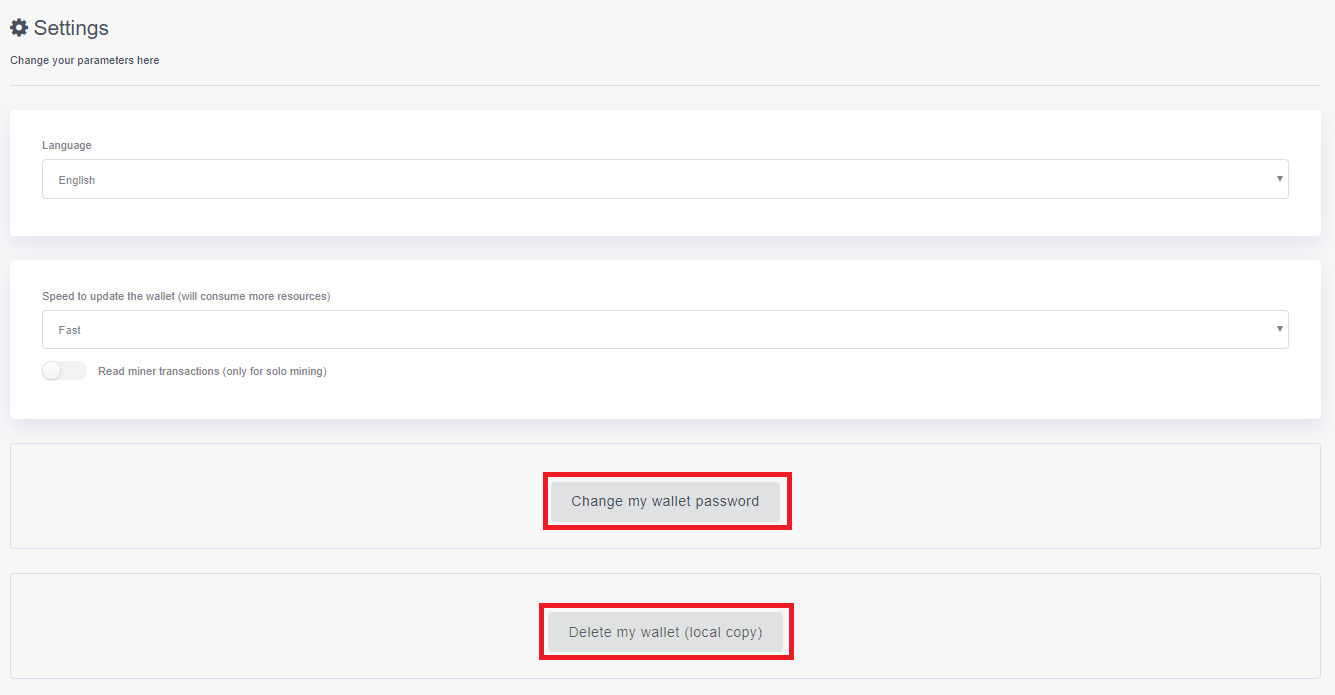 Settings
Change your parameters here
Language
English
Speed to update the wallet (will consume more resources)
Fast
Read miner transactions (only for solo mining)
Change my wallet password
Delete my wallet (local copy)